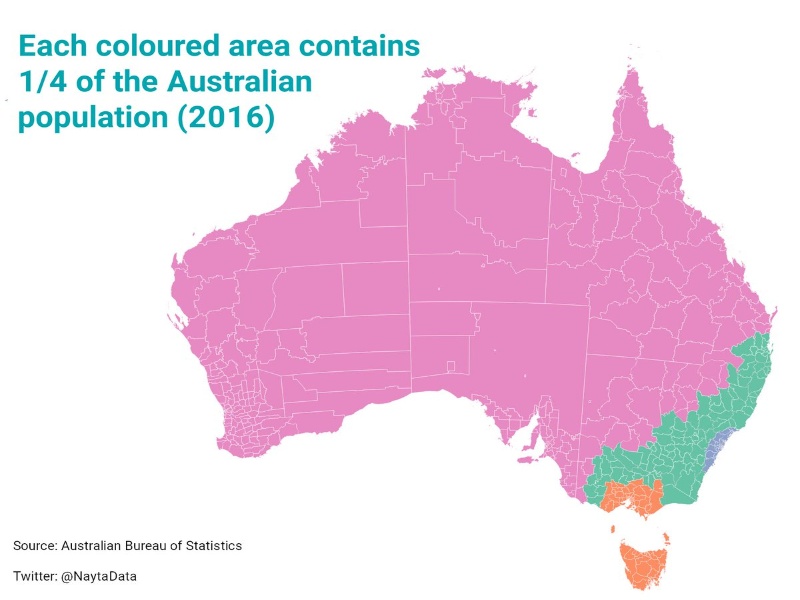 Each coloured area contains
1/4 of the Australian
population (2016)
Source: Australian Bureau of Statistics
Twitter: @NaytaData